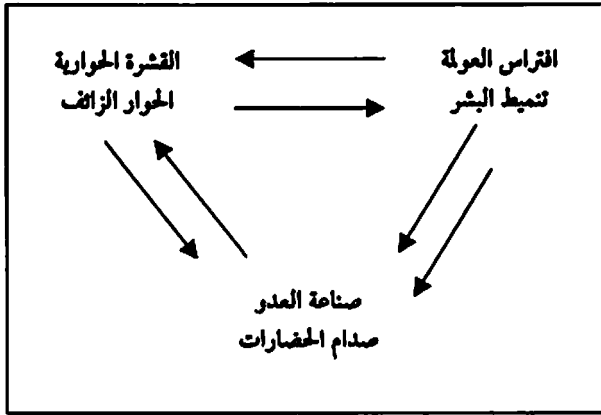 افتراس العولمة
تنميط البشر
القشرة الحوارية
الحوار الزائف
صناعة العدو
صدام الحضارات